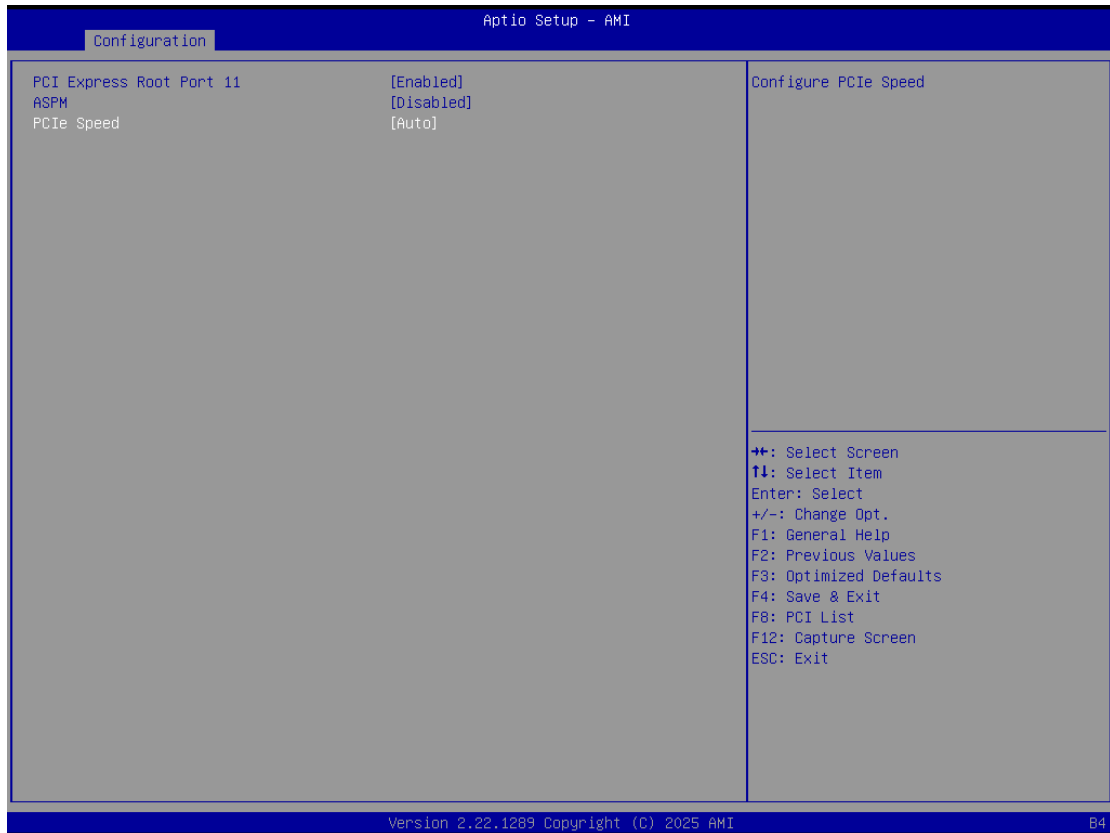 Aptio Setup – AMI
Configuration
PCI Express Root Port 11 [Enabled]
ASPM [Disabled]
PCIe Speed [Auto]
Configure PCIe Speed
→←: Select Screen
↑↓: Select Item
Enter: Select
+/-: Change Opt.
F1: General Help
F2: Previous Values
F3: Optimized Defaults
F4: Save & Exit
F8: PCI List
F12: Capture Screen
ESC: Exit
Version 2.22.1289 Copyright (C) 2025 AMI
B4